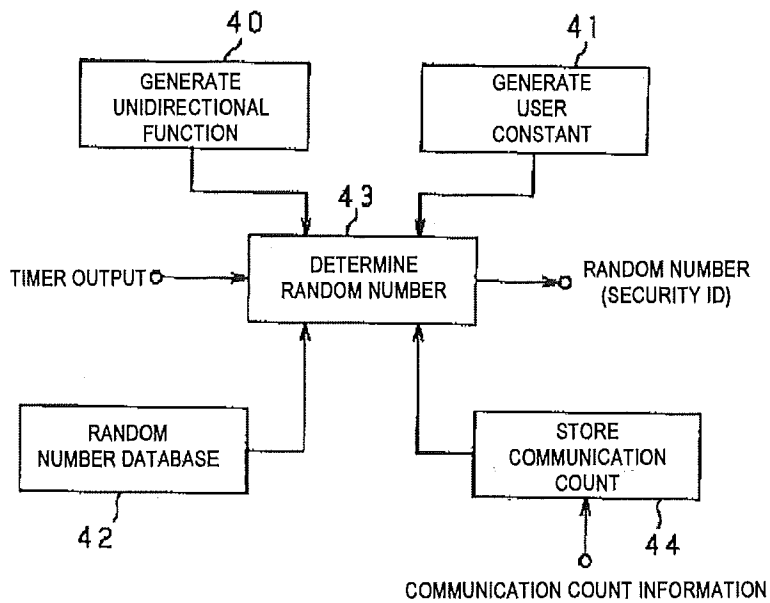 40
41
GENERATE
UNIDIRECTIONAL
FUNCTION
GENERATE
USER
CONSTANT
43
TIMER OUTPUT
DETERMINE
RANDOM NUMBER
RANDOM NUMBER
(SECURITY ID)
RANDOM
NUMBER DATABASE
STORE
COMMUNICATION
COUNT
42
44
COMMUNICATION COUNT INFORMATION